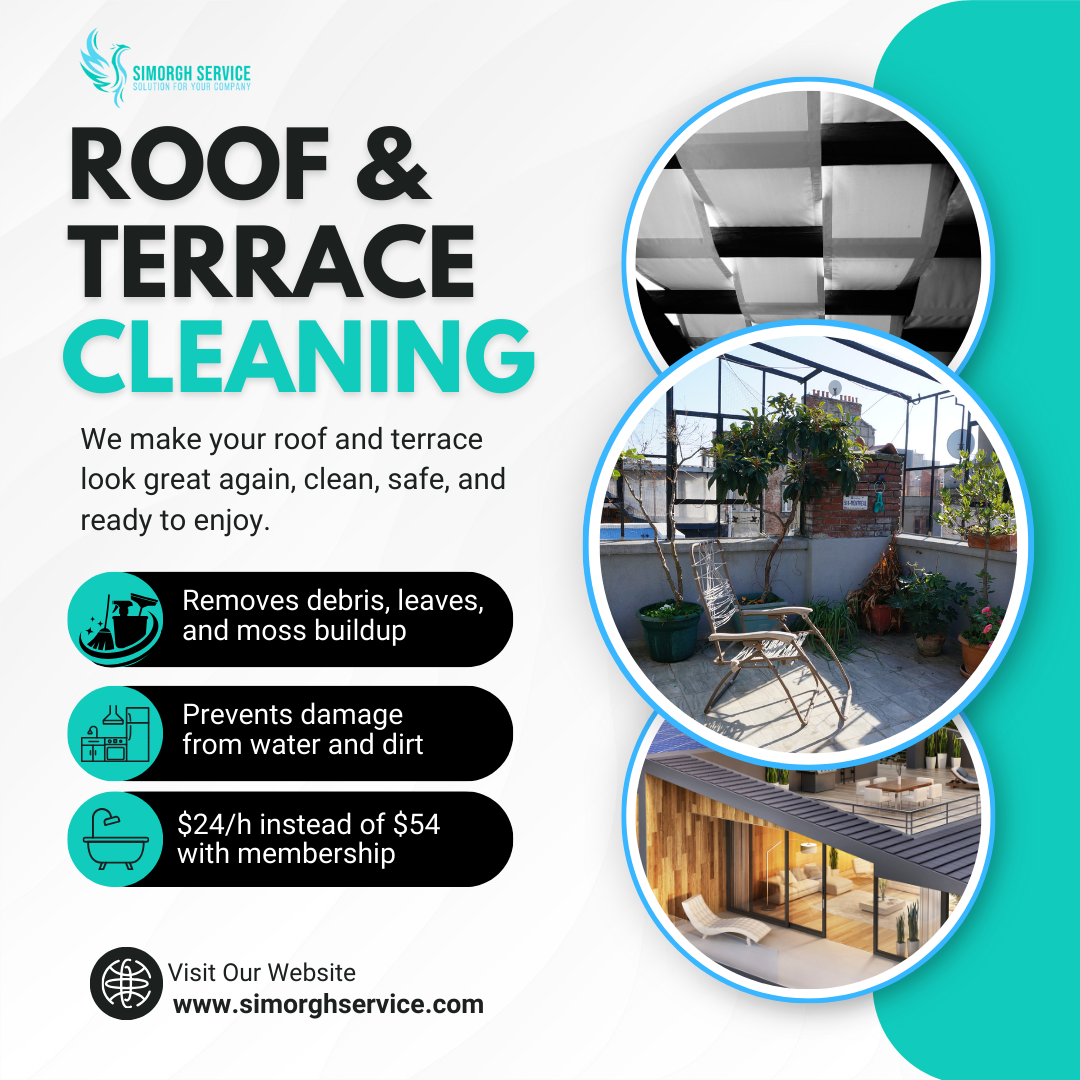 SIMORGH SERVICE
SOLUTION FOR YOUR COMPANY
ROOF &
TERRACE
CLEANING
We make your roof and terrace
look great again, clean, safe, and
ready to enjoy.
Removes debris, leaves,
and moss buildup
Prevents damage
from water and dirt
$24/h instead of $54
with membership
Visit Our Website
www.simorghservice.com